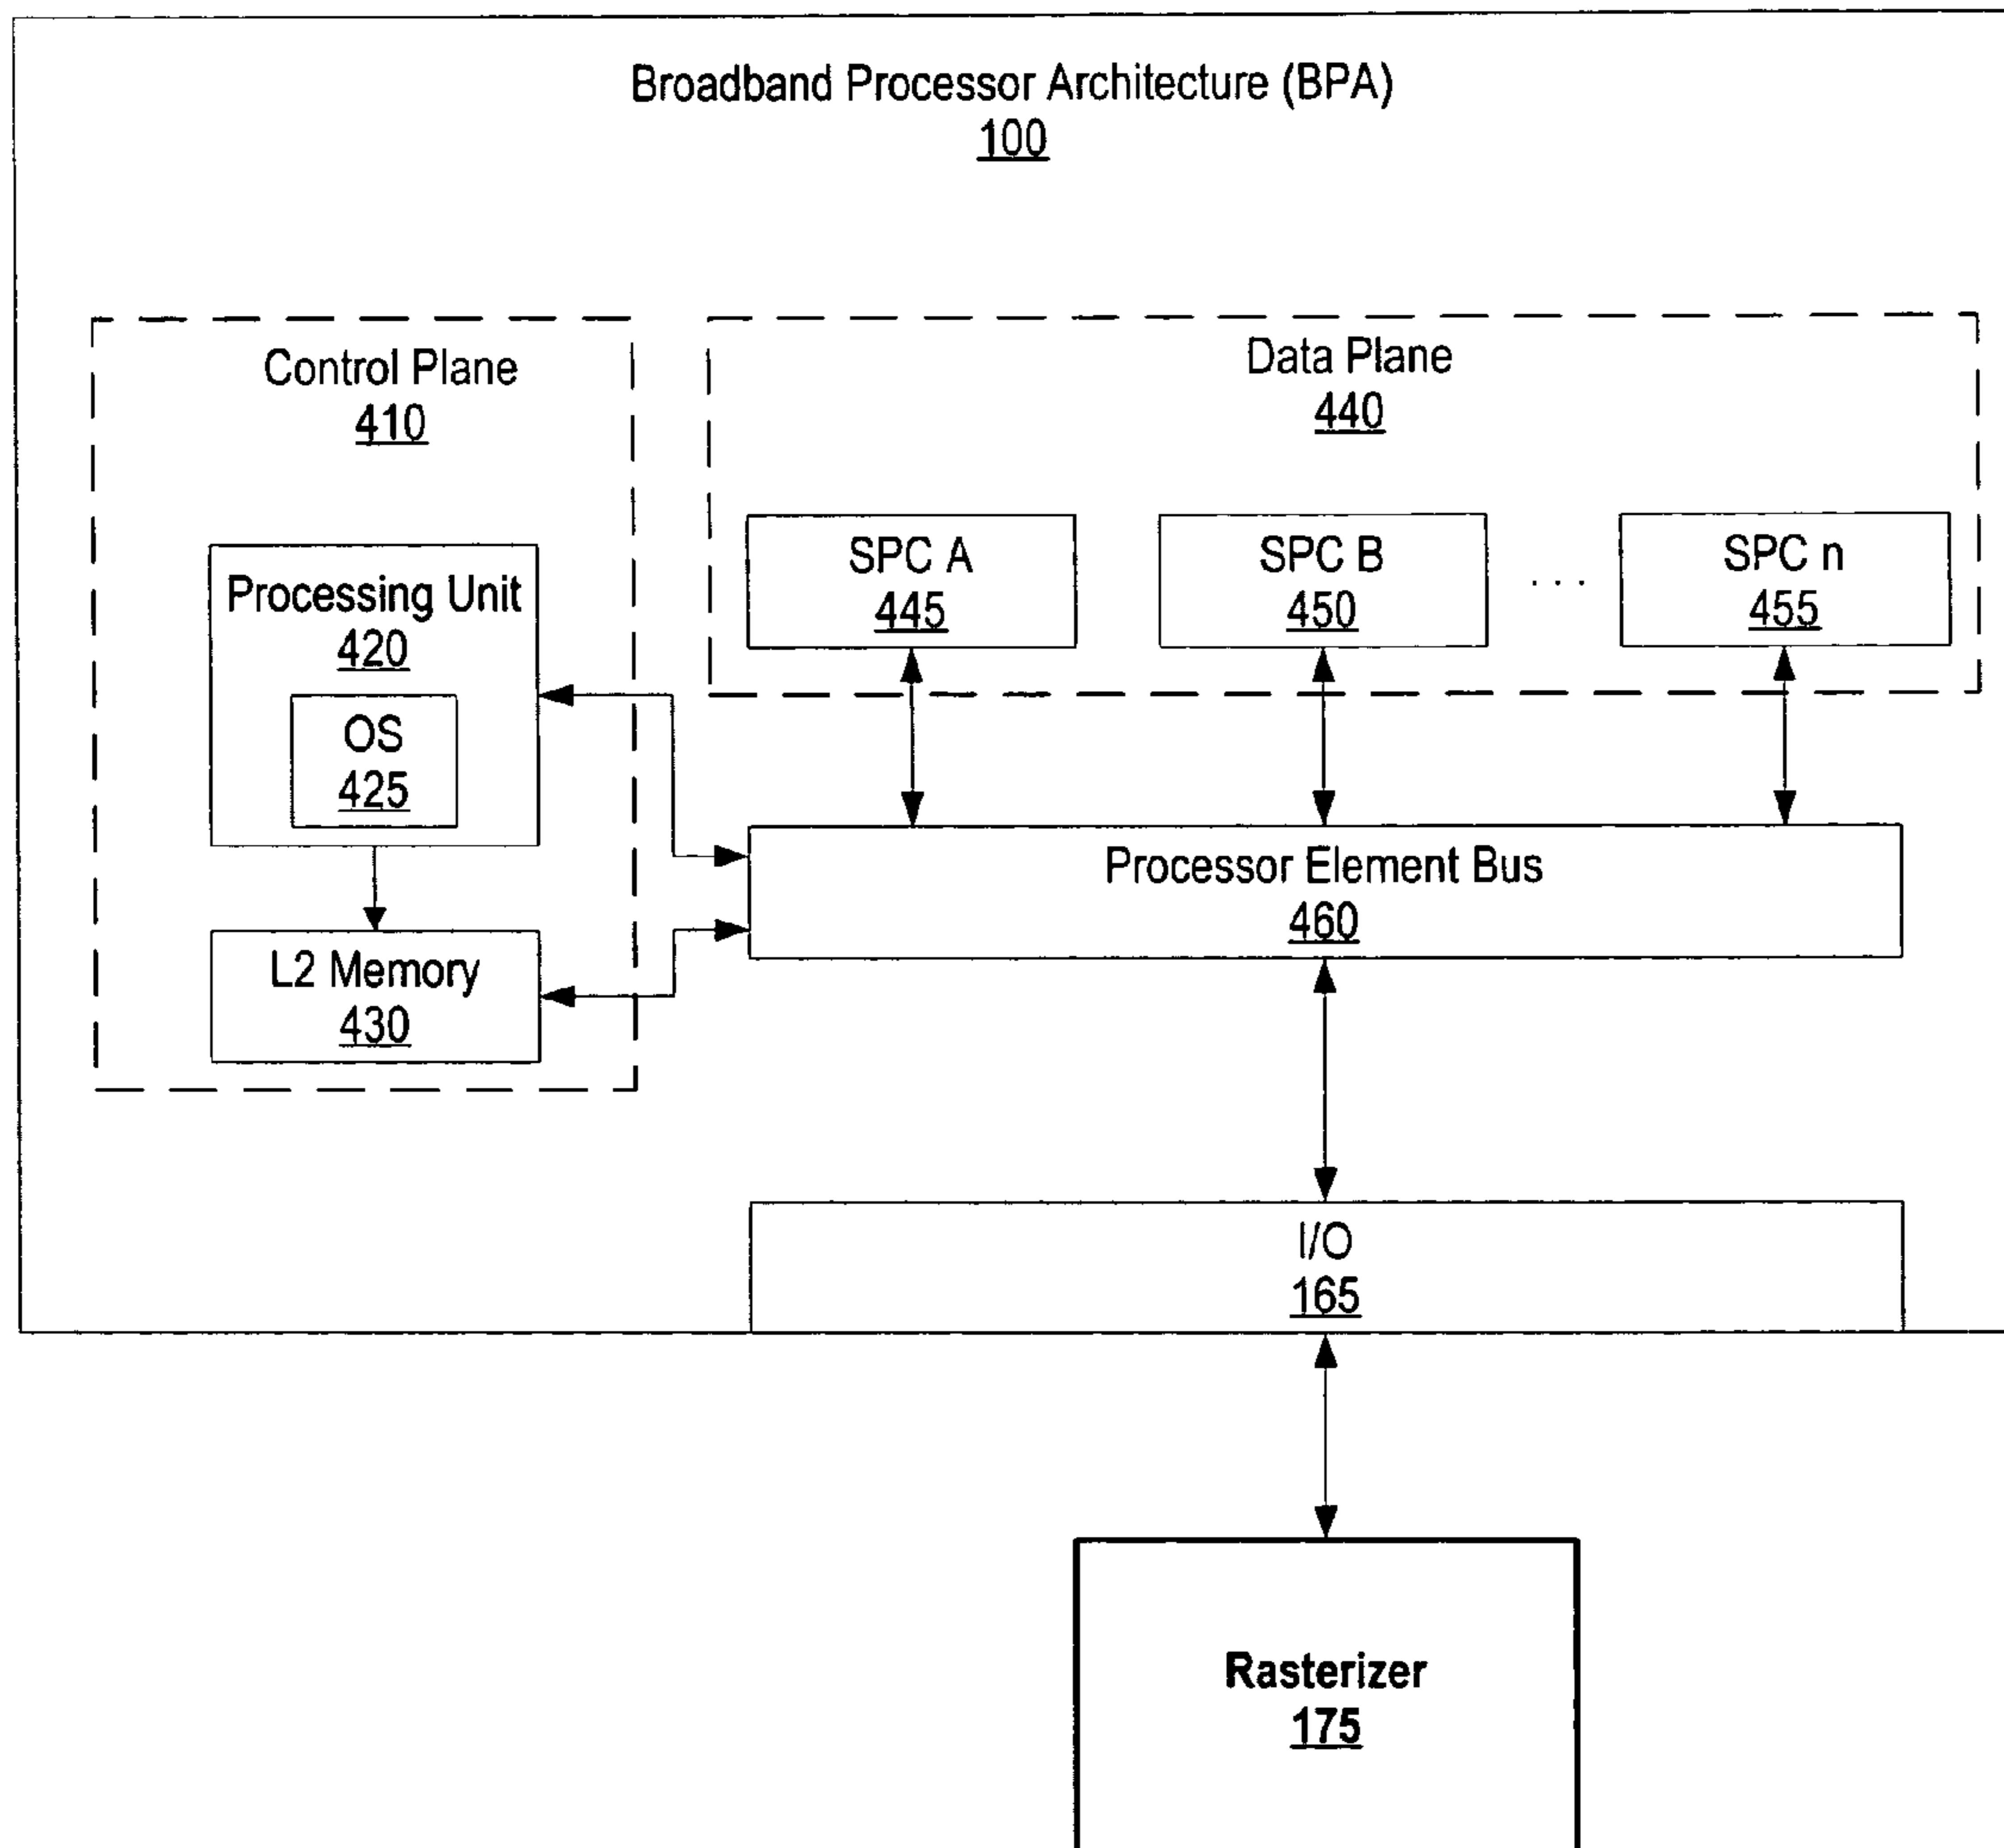 Broadband Processor Architecture (BPA)
100
Control Plane
410
Data Plane
440
Processing Unit
420
OS
425
L2 Memory
430
SPC A
445
SPC B
450
. . .
SPC n
455
Processor Element Bus
460
I/O
165
Rasterizer
175